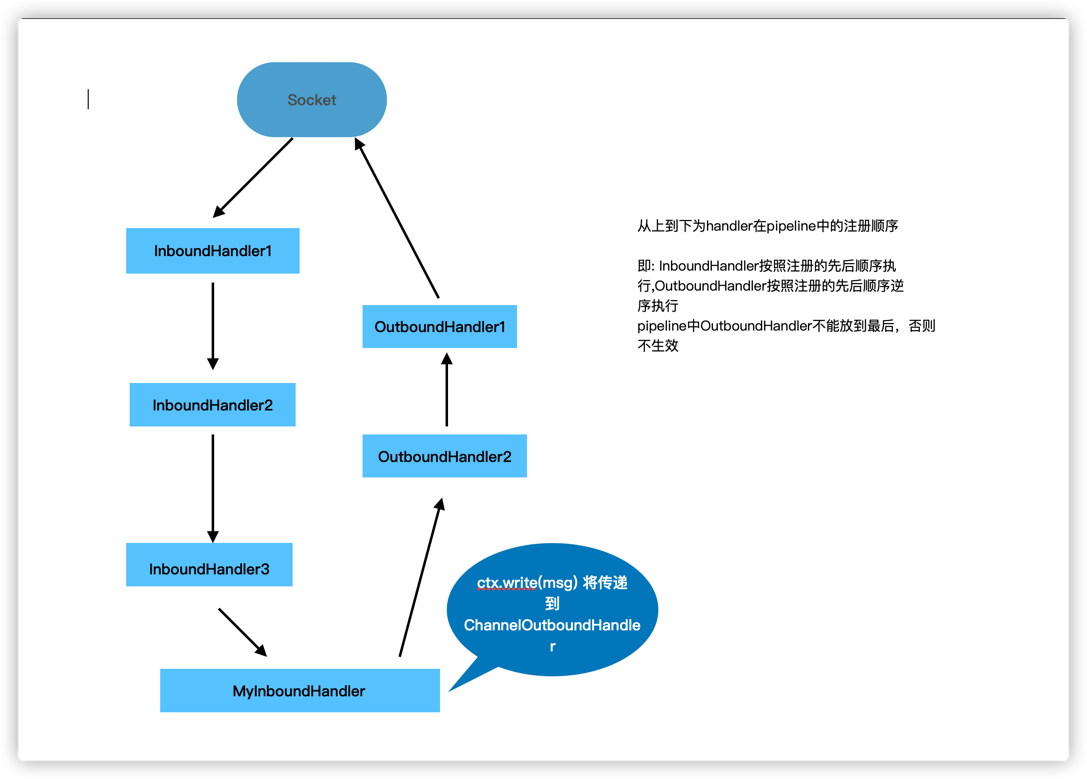 Socket
从上到下为handler在pipeline中的注册顺序
InboundHandler1
即: InboundHandler按照注册的先后顺序执
行,OutboundHandler按照注册的先后顺序逆
序执行
OutboundHandler1
pipeline中OutboundHandler不能放到最后，否则
不生效
InboundHandler2
OutboundHandler2
InboundHandler3
ctx.write(msg) 将传递
到
ChannelOutboundHandle
r
MyInboundHandler